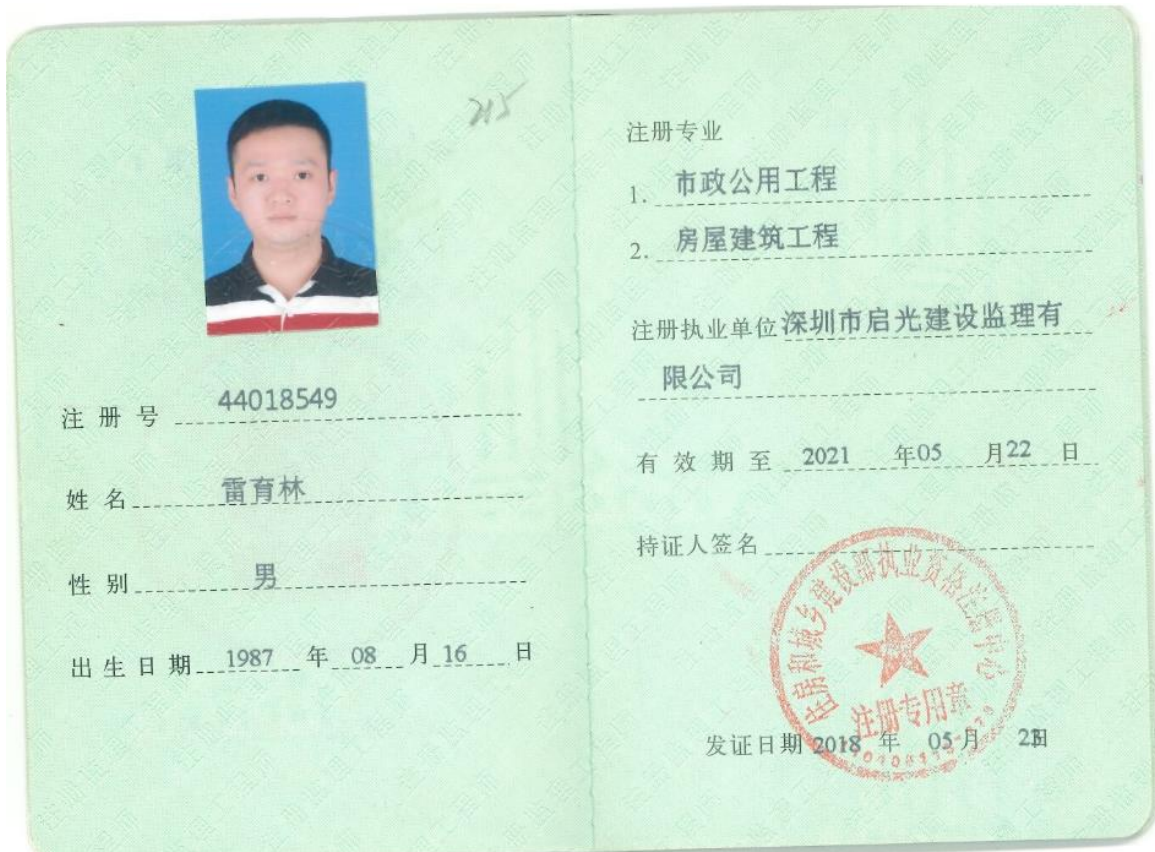 215
注册号 44018549
姓名 雷育林
性别 男
出生日期 1987 年 08 月 16 日
注册专业
1. 市政公用工程
2. 房屋建筑工程
注册执业单位 深圳市启光建设监理有
限公司
有效期至 2021 年05 月22 日
持证人签名
住房和城乡建设部执业资格注册中心
注册专用章
发证日期 2018 年 05月 23日